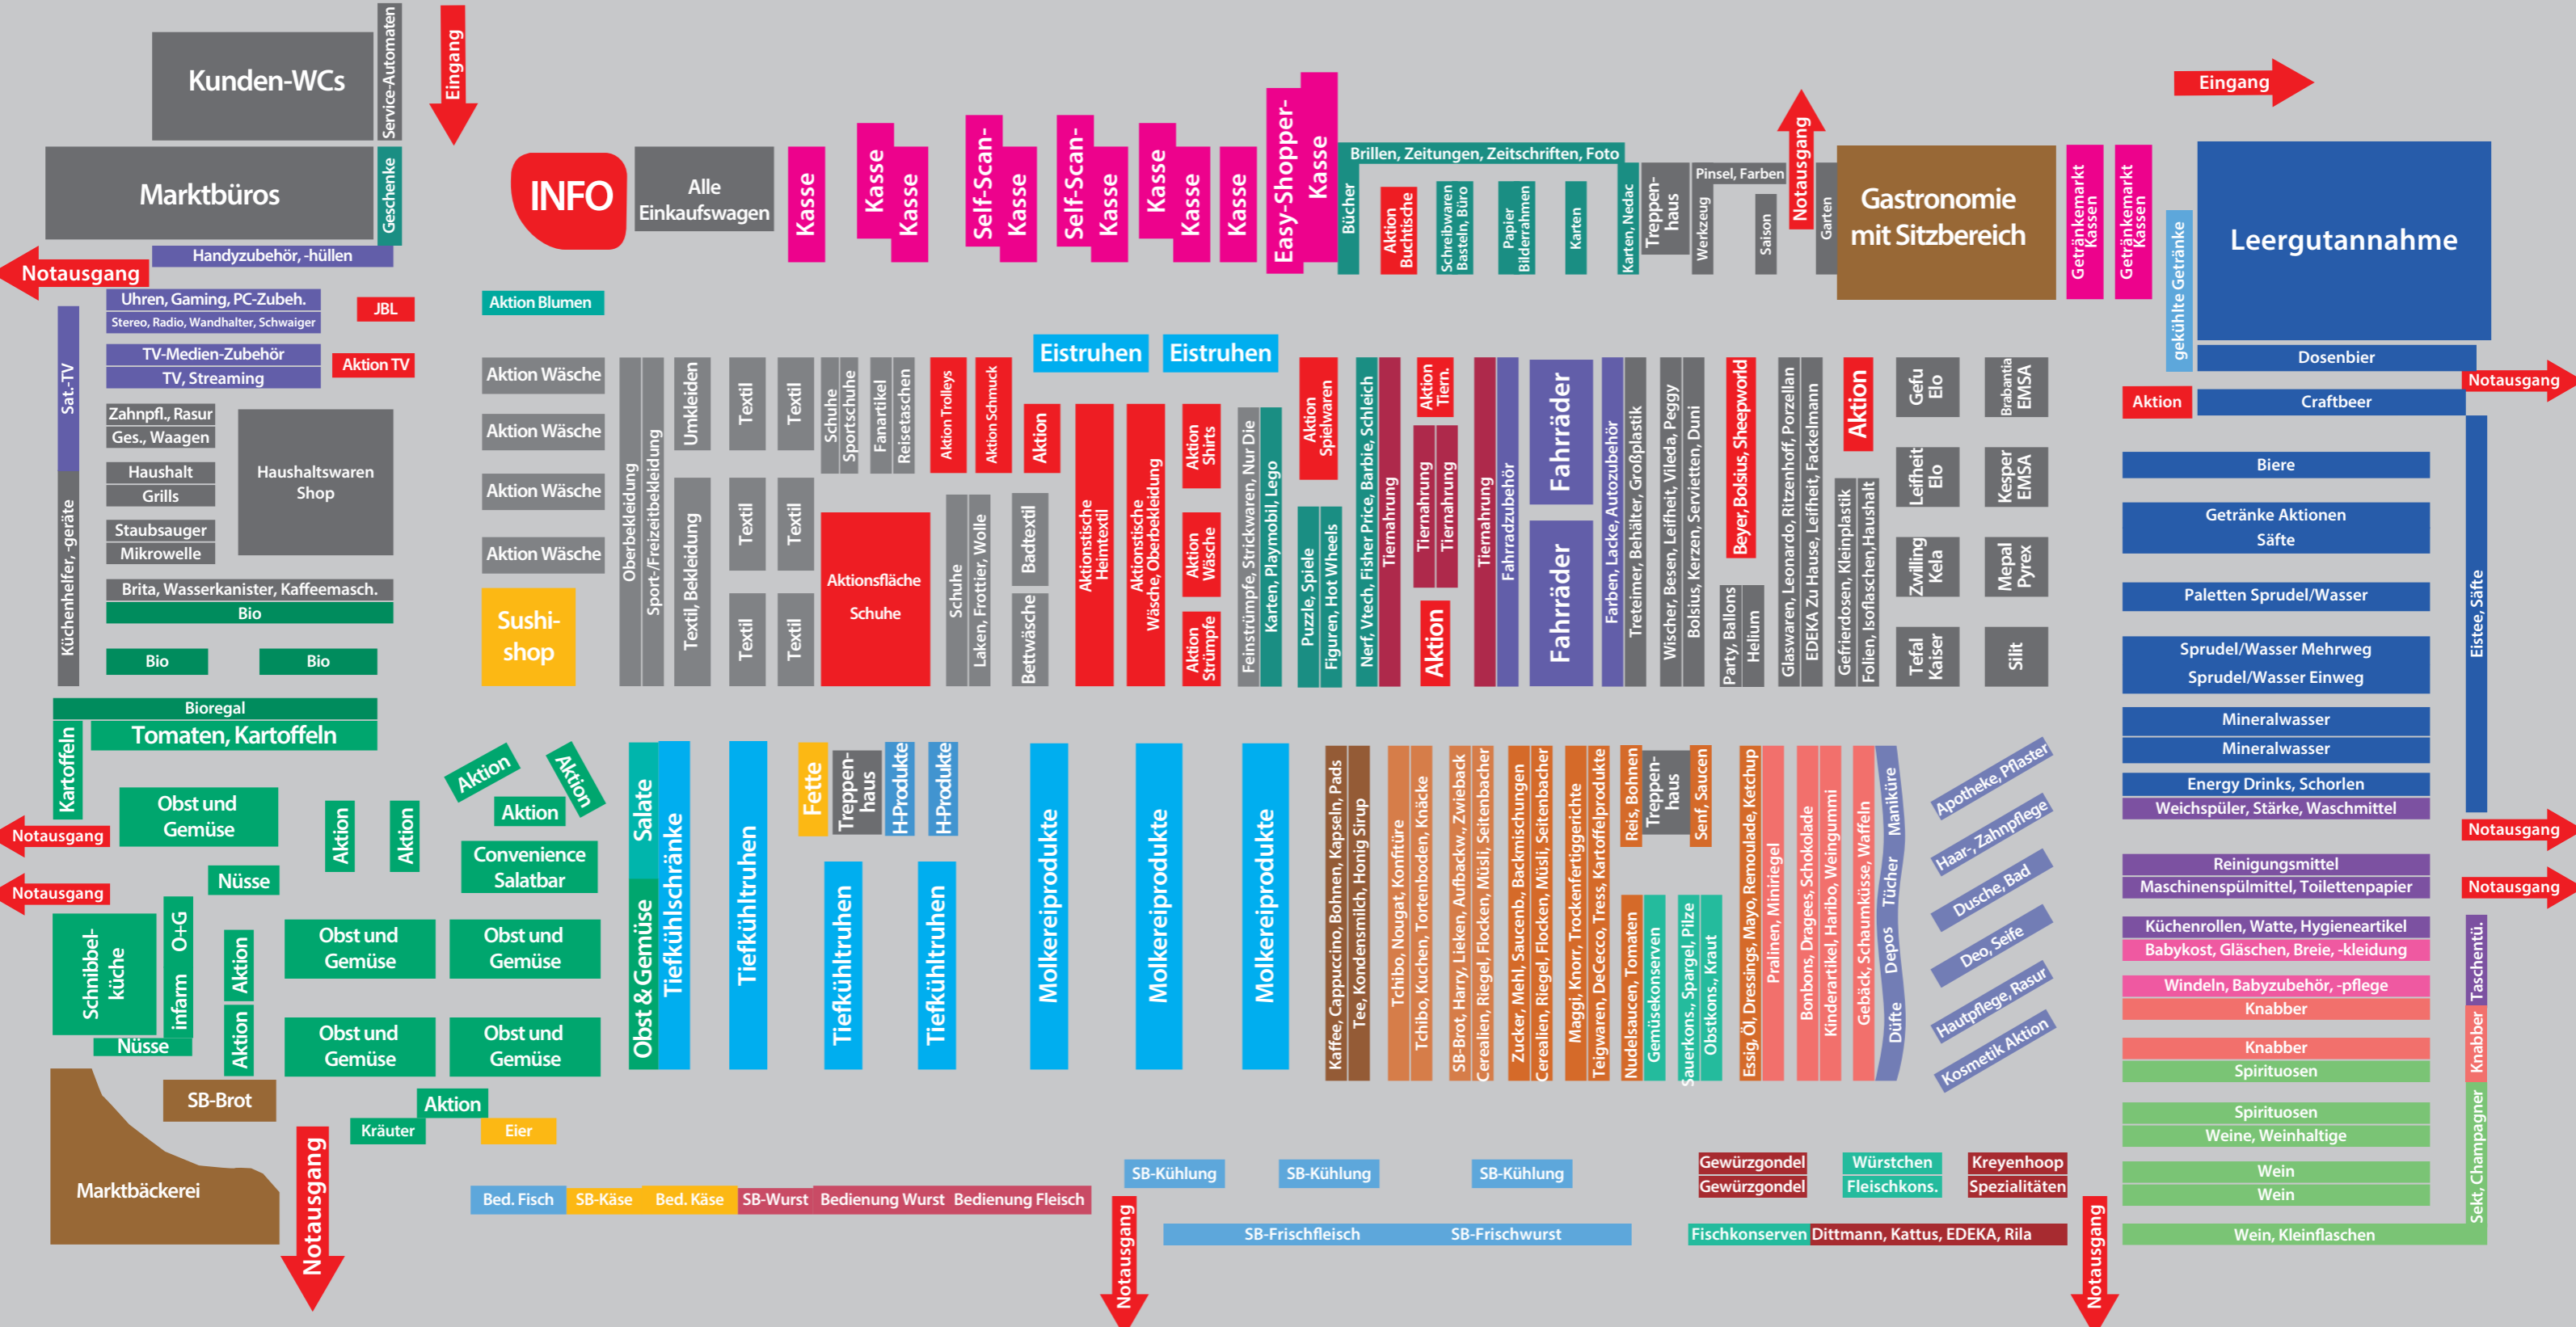 Kunden-WCs
Service-Automaten
Eingang
Marktbüros
Geschenke
Handyzubehör, -hüllen
Notausgang
INFO
Alle
Einkaufswagen
Kasse
Kasse
Kasse
Self-Scan-
Kasse
Self-Scan-
Kasse
Kasse
Kasse
Kasse
Easy-Shopper-
Kasse
Brillen, Zeitungen, Zeitschriften, Foto
Bücher
Aktion
Buchtische
Schreibwaren
Basteln, Büro
Papier
Bilderrahmen
Karten
Karten, Nedac
Treppen-
haus
Pinsel, Farben
Werkzeug
Saison
Notausgang
Garten
Gastronomie
mit Sitzbereich
Getränkemarkt
Kassen
Getränkemarkt
Kassen
Eingang
gekühlte Getränke
Leergutannahme
Dosenbier
Notausgang
Aktion
Craftbeer
Uhren, Gaming, PC-Zubeh.
Stereo, Radio, Wandhalter, Schwaiger
JBL
TV-Medien-Zubehör
TV, Streaming
Aktion TV
Sat.-TV
Küchenhelfer, -geräte
Zahnpfl., Rasur
Ges., Waagen
Haushalt
Grills
Staubsauger
Mikrowelle
Haushaltswaren
Shop
Brita, Wasserkanister, Kaffeemasch.
Bio
Bio
Bio
Aktion Blumen
Aktion Wäsche
Aktion Wäsche
Aktion Wäsche
Aktion Wäsche
Sushi-
shop
Oberbekleidung
Sport-/Freizeitbekleidung
Umkleiden
Textil, Bekleidung
Textil
Textil
Textil
Textil
Textil
Textil
Schuhe
Sportschuhe
Fanartikel
Reisetaschen
Aktion Trolleys
Aktion Schmuck
Aktionsfläche
Schuhe
Schuhe
Laken, Frottier, Wolle
Eistruhen
Eistruhen
Aktion
Badtextil
Bettwäsche
Aktionstische
Heimtextil
Aktionstische
Wäsche, Oberbekleidung
Aktion
Shirts
Aktion
Wäsche
Aktion
Strümpfe
Feinstrümpfe, Strickwaren, Nur Die
Karten, Playmobil, Lego
Aktion
Spielwaren
Puzzle, Spiele
Figuren, Hot Wheels
Nerf, Vtech, Fisher Price, Barbie, Schleich
Tiernahrung
Aktion
Tiern.
Tiernahrung
Tiernahrung
Aktion
Tiernahrung
Fahrradzubehör
Fahrräder
Fahrräder
Farben, Lacke, Autozubehör
Treteimer, Behälter, Großplastik
Wischer, Besen, Leifheit, Vileda, Peggy
Bolsius, Kerzen, Servietten, Duni
Beyer, Bolsius, Sheepworld
Party, Ballons
Helium
Glaswaren, Leonardo, Ritzenhoff, Porzellan
EDEKA Zu Hause, Leifheit, Fackelmann
Aktion
Gefrierdosen, Kleinplastik
Folien, Isoflaschen,Haushalt
Gefu
Elo
Leifheit
Elo
Zwilling
Kela
Tefal
Kaiser
Brabantia
EMSA
Kesper
EMSA
Mepal
Pyrex
Silit
Biere
Getränke Aktionen
Säfte
Paletten Sprudel/Wasser
Sprudel/Wasser Mehrweg
Sprudel/Wasser Einweg
Mineralwasser
Mineralwasser
Energy Drinks, Schorlen
Weichspüler, Stärke, Waschmittel
Eistee, Säfte
Notausgang
Reinigungsmittel
Maschinenspülmittel, Toilettenpapier
Notausgang
Küchenrollen, Watte, Hygieneartikel
Babykost, Gläschen, Breie, -kleidung
Windeln, Babyzubehör, -pflege
Knabber
Knabber
Spirituosen
Spirituosen
Weine, Weinhaltige
Wein
Wein
Wein, Kleinflaschen
Taschentü.
Knabber
Sekt, Champagner
Bioregal
Kartoffeln
Tomaten, Kartoffeln
Obst und
Gemüse
Notausgang
Notausgang
Nüsse
Aktion
Aktion
Aktion
Aktion
Aktion
Convenience
Salatbar
Schnibbel-
küche
infarm O+G
Nüsse
Aktion
Aktion
Obst und
Gemüse
Obst und
Gemüse
Obst und
Gemüse
Obst und
Gemüse
SB-Brot
Aktion
Kräuter
Eier
Marktbäckerei
Notausgang
Salate
Obst & Gemüse
Tiefkühlschränke
Tiefkühltruhen
Fette
Treppen-
haus
H-Produkte
H-Produkte
Tiefkühltruhen
Tiefkühltruhen
Molkereiprodukte
Molkereiprodukte
Molkereiprodukte
Kaffee, Cappuccino, Bohnen, Kapseln, Pads
Tee, Kondensmilch, Honig Sirup
Tchibo, Nougat, Konfitüre
Tchibo, Kuchen, Tortenboden, Knäcke
SB-Brot, Harry, Lieken, Aufbackw., Zwieback
Cerealien, Riegel, Flocken, Müsli, Seitenbacher
Zucker, Mehl, Saucenb., Backmischungen
Cerealien, Riegel, Flocken, Müsli, Seitenbacher
Maggi, Knorr, Trockenfertiggerichte
Teigwaren, DeCecco, Tress, Kartoffelprodukte
Reis, Bohnen
Treppen-
haus
Senf, Saucen
Nudelsaucen, Tomaten
Gemüsekonserven
Sauerkons., Spargel, Pilze
Obstkons., Kraut
Essig, Öl, Dressings, Mayo, Remoulade, Ketchup
Pralinen, Miniriegel
Bonbons, Dragees, Schokolade
Kinderartikel, Haribo, Weingummi
Gebäck, Schaumküsse, Waffeln
Düfte Depos Tücher Maniküre
Apotheke, Pflaster
Haar-, Zahnpflege
Dusche, Bad
Deo, Seife
Hautpflege, Rasur
Kosmetik Aktion
Bed. Fisch
SB-Käse
Bed. Käse
SB-Wurst
Bedienung Wurst
Bedienung Fleisch
SB-Kühlung
SB-Kühlung
SB-Kühlung
Notausgang
SB-Frischfleisch
SB-Frischwurst
Gewürzgondel
Gewürzgondel
Würstchen
Fleischkons.
Kreyenhoop
Spezialitäten
Fischkonserven
Dittmann, Kattus, EDEKA, Rila
Notausgang